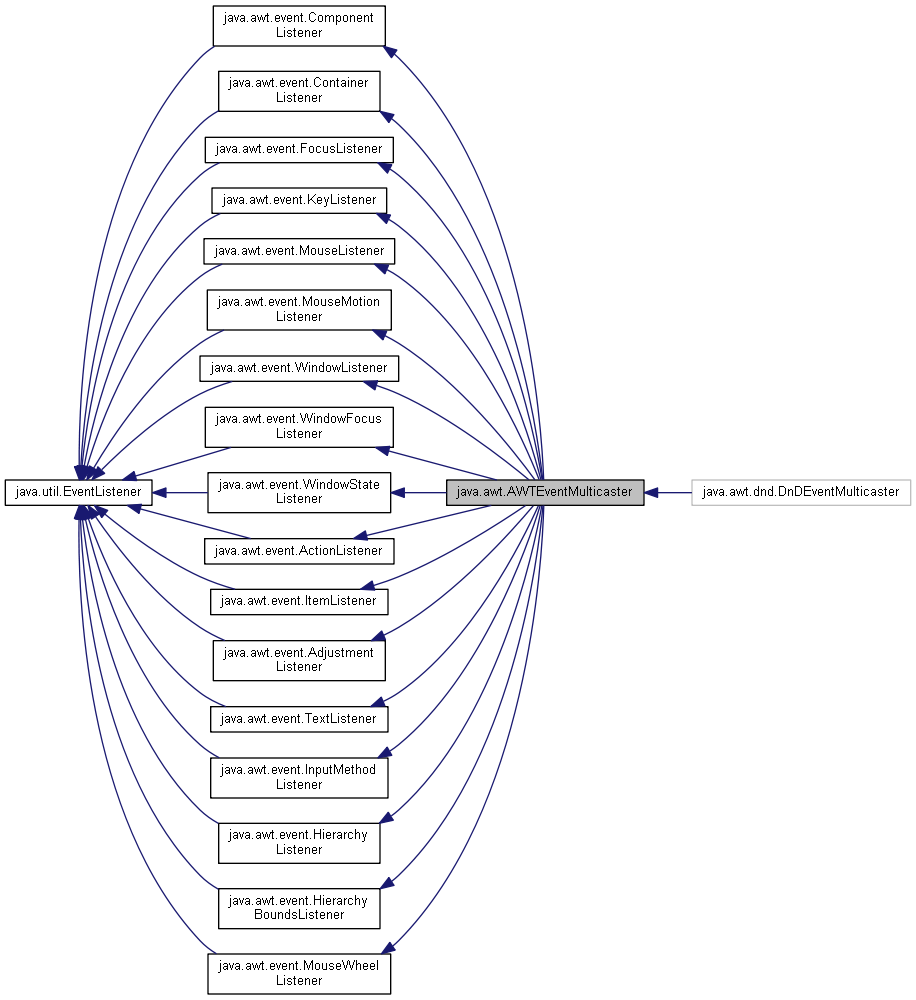 java.awt.event.Component
Listener
java.awt.event.Container
Listener
java.awt.event.FocusListener
java.awt.event.KeyListener
java.awt.event.MouseListener
java.awt.event.MouseMotion
Listener
java.awt.event.WindowListener
java.awt.event.WindowFocus
Listener
java.util.EventListener
java.awt.event.WindowState
Listener
java.awt.AWTEventMulticaster
java.awt.dnd.DnDEventMulticaster
java.awt.event.ActionListener
java.awt.event.ItemListener
java.awt.event.Adjustment
Listener
java.awt.event.TextListener
java.awt.event.InputMethod
Listener
java.awt.event.Hierarchy
Listener
java.awt.event.Hierarchy
BoundsListener
java.awt.event.MouseWheel
Listener